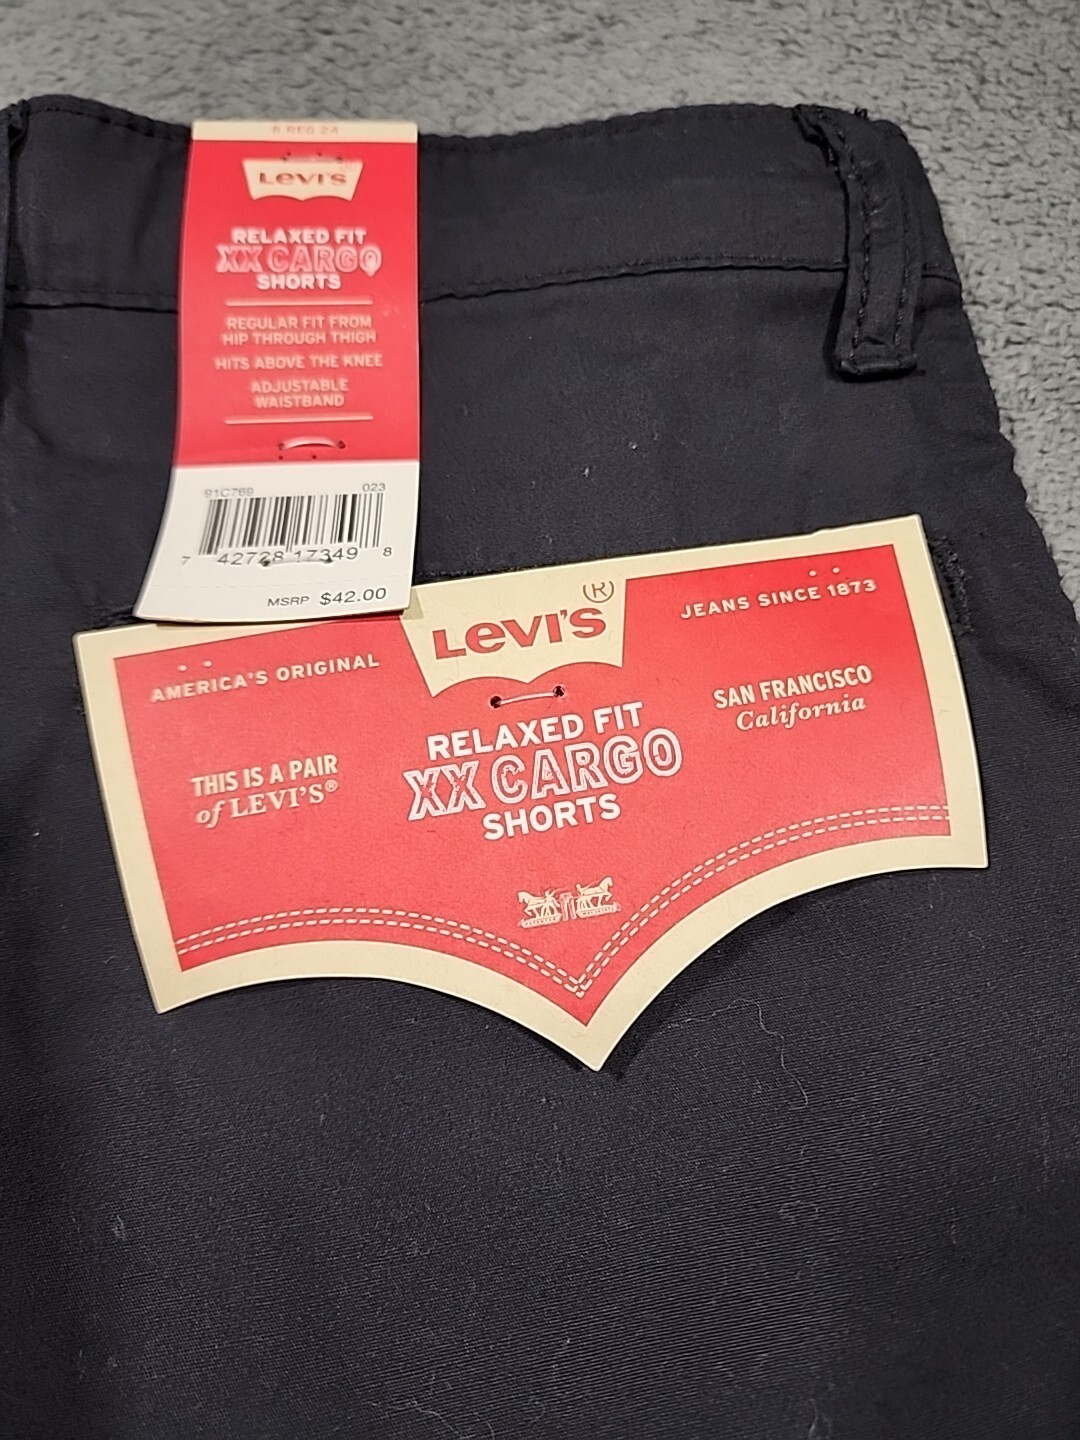 8 REG 24
Levi's
RELAXED FIT
XX CARGO
SHORTS
REGULAR FIT FROM
HIP THROUGH THIGH
HITS ABOVE THE KNEE
ADJUSTABLE
WAISTBAND
91C769 023
7 42728 17349 8
MSRP $42.00
Levi's®
AMERICA'S ORIGINAL
JEANS SINCE 1873
THIS IS A PAIR
of LEVI'S®
RELAXED FIT
XX CARGO
SHORTS
SAN FRANCISCO
California